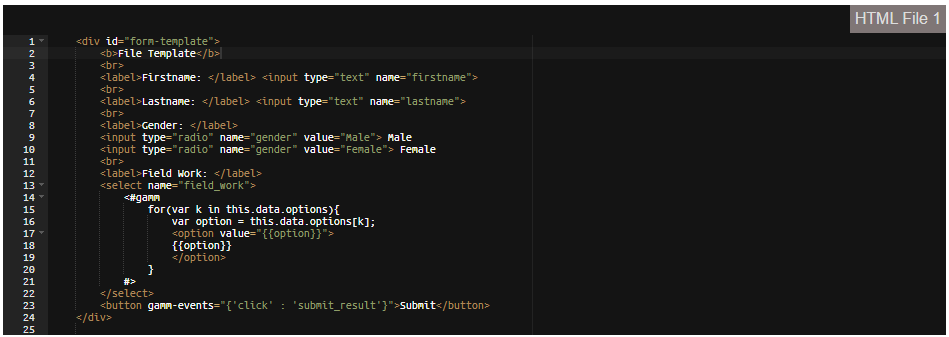 HTML File 1
1 <div id="form-template">
2 <b>File Template</b>
3 <br>
4 <label>Firstname: </label> <input type="text" name="firstname">
5 <br>
6 <label>Lastname: </label> <input type="text" name="lastname">
7 <br>
8 <label>Gender: </label>
9 <input type="radio" name="gender" value="Male"> Male
10 <input type="radio" name="gender" value="Female"> Female
11 <br>
12 <label>Field Work: </label>
13 <select name="field_work">
14 <#gamm
15 for(var k in this.data.options){
16 var option = this.data.options[k];
17 <option value="{{option}}">
18 {{option}}
19 </option>
20 }
21 #>
22 </select>
23 <button gamm-events="{'click' : 'submit_result'}">Submit</button>
24 </div>
25